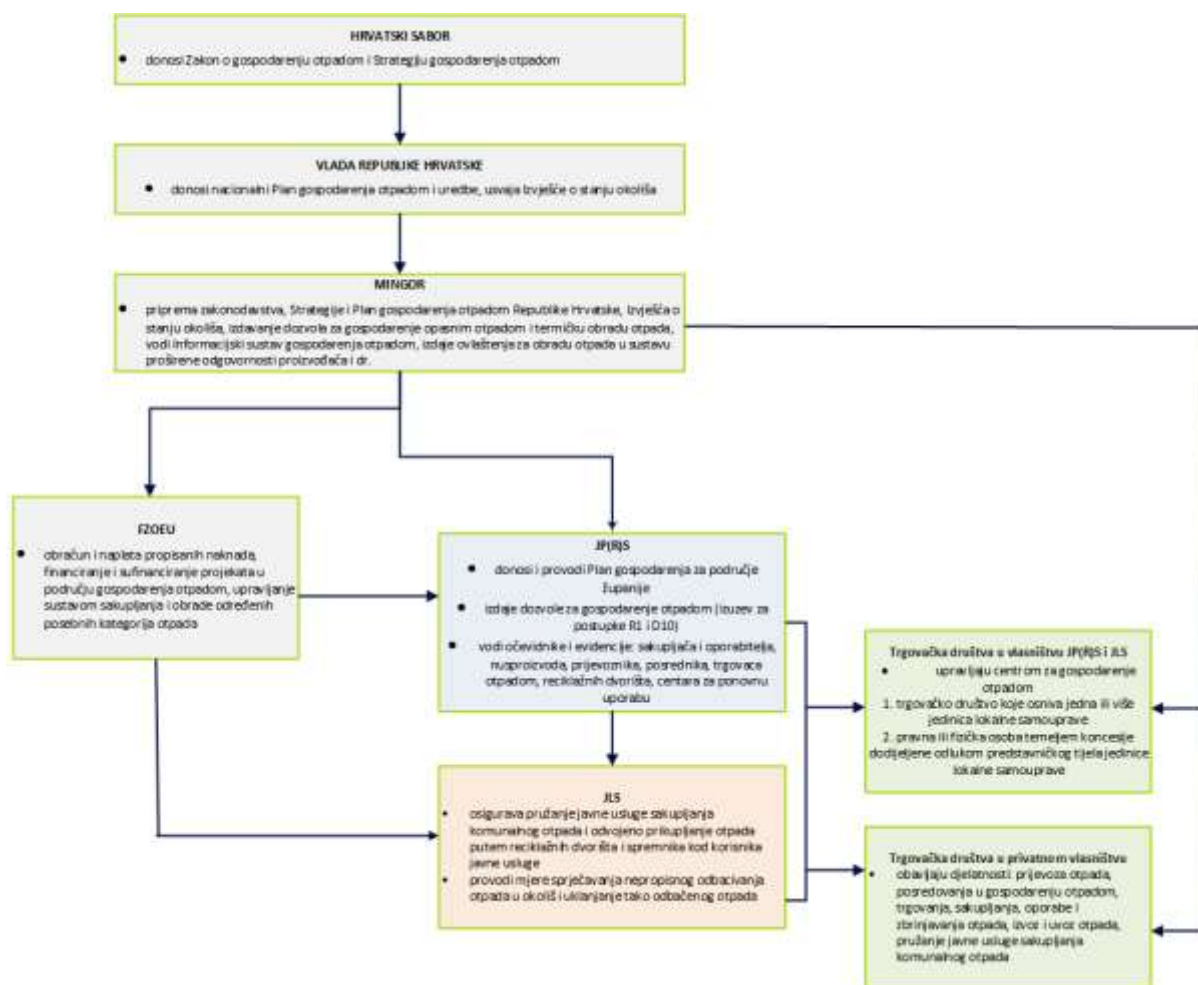 HRVATSKI SABOR
• donosi Zakon o gospodarenju otpadom i Strategiju gospodarenja otpadom
VLADA REPUBLIKE HRVATSKE
• donosi nacionalni Plan gospodarenja otpadom i uredbe, usvaja Izvješće o stanju okoliša
MINGOR
• priprema zakonodavstva, Strategije i Plan gospodarenja otpadom Republike Hrvatske, Izvješća o
stanju okoliša, izdavanje dozvola za gospodarenje opasnim otpadom i termičku obradu otpada,
vodi Informacijski sustav gospodarenja otpadom, izdaje ovlaštenja za obradu otpada u sustavu
proširene odgovornosti proizvođača i dr.
FZOEU
• obračun i naplata propisanih naknada,
financiranje i sufinanciranje projekata u
području gospodarenja otpadom, upravljanje
sustavom sakupljanja i obrade određenih
posebnih kategorija otpada
JP(R)S
• donosi i provodi Plan gospodarenja za područje
županije
• izdaje dozvole za gospodarenje otpadom (izuzev za
postupke R1 i D10)
• vodi očevidnike i evidencije: sakupljača i oporabitelja,
nusproizvoda, prijevoznika, posrednika, trgovaca
otpadom, reciklažnih dvorišta, centara za ponovnu
uporabu
JLS
• osigurava pružanje javne usluge sakupljanja
komunalnog otpada i odvojeno prikupljanje otpada
putem reciklažnih dvorišta i spremnika kod korisnika
javne usluge
• provodi mjere sprječavanja nepropisnog odbacivanja
otpada u okoliš i uklanjanje tako odbačenog otpada
Trgovačka društva u vlasništvu JP(R)S i JLS
• upravljaju centrom za gospodarenje
otpadom
1. trgovačko društvo koje osniva jedna ili više
jedinica lokalne samouprave
2. pravna ili fizička osoba temeljem koncesije
dodijeljene odlukom predstavničkog tijela jedinice
lokalne samouprave
Trgovačka društva u privatnom vlasništvu
• obavljaju djelatnosti prijevoza otpada,
posredovanja u gospodarenju otpadom,
trgovanja, sakupljanja, oporabe i
zbrinjavanja otpada, izvoz i uvoz otpada,
pružanje javne usluge sakupljanja
komunalnog otpada